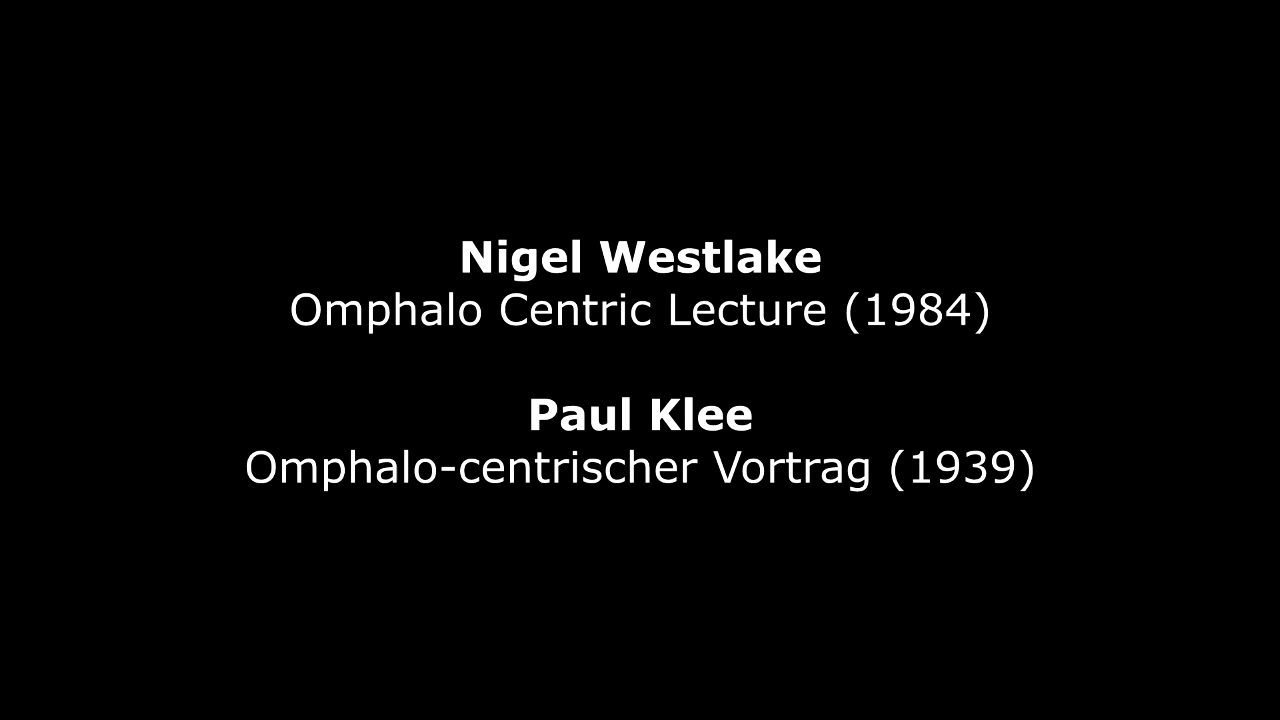 Nigel Westlake
Omphalo Centric Lecture (1984)
Paul Klee
Omphalo-centrischer Vortrag (1939)